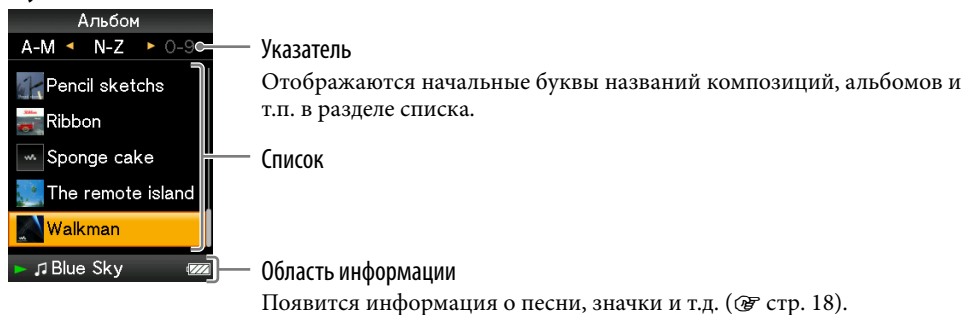 Альбом
A-M ◄ N-Z ► 0-9
Указатель
Отображаются начальные буквы названий композиций, альбомов и
т.п. в разделе списка.
Pencil sketchs
Ribbon
Sponge cake
The remote island
Walkman
Список
Blue Sky
Область информации
Появится информация о песни, значки и т.д. (☞ стр. 18).